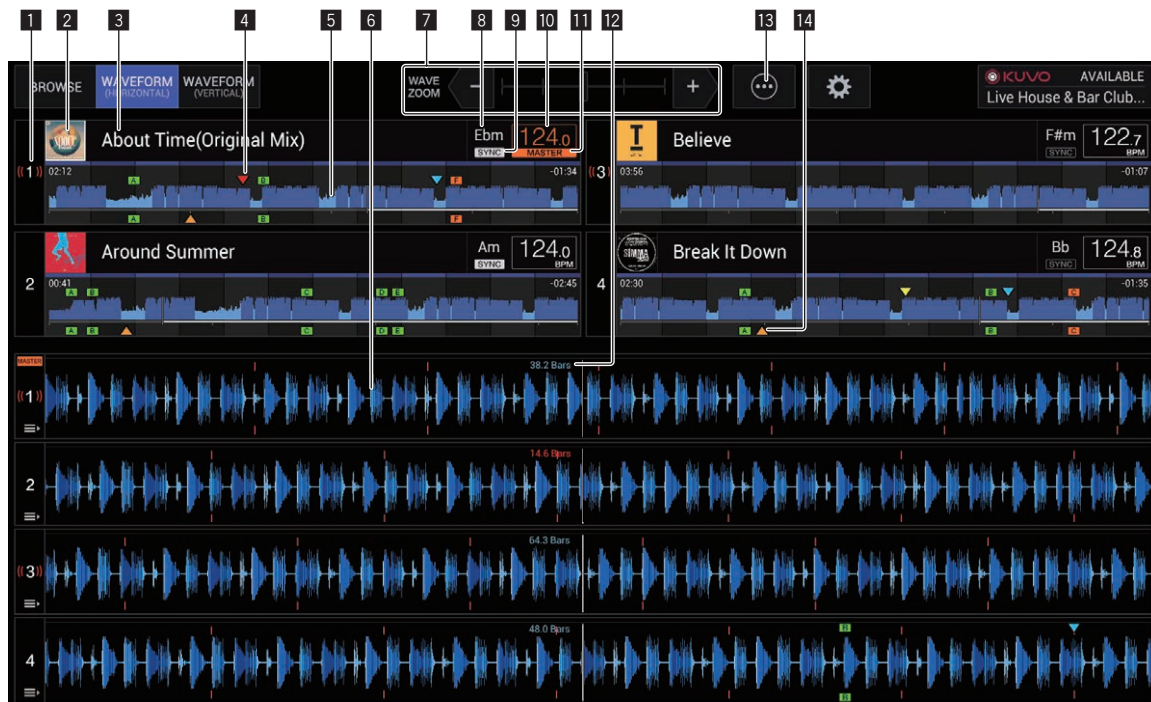 1 2 3 4 5 6 7 8 9 10 11 12 13 14
BROWSE
WAVEFORM
(HORIZONTAL)
WAVEFORM
(VERTICAL)
WAVE
ZOOM
−
+
KUVO AVAILABLE
Live House & Bar Club...
1
About Time(Original Mix)
Ebm
SYNC
124.0
MASTER
02:12
-01:34
A D F
A B F
3
Believe
F#m
SYNC
122.7
BPM
03:56
-01:07
2
Around Summer
Am
SYNC
124.0
BPM
00:41
-02:45
A B C D E
A B C D E
4
SIMMA
Break It Down
Bb
SYNC
124.8
BPM
02:30
-01:35
A B C
A B C
MASTER
38.2 Bars
1
14.6 Bars
2
64.3 Bars
3
48.0 Bars
4
B
B